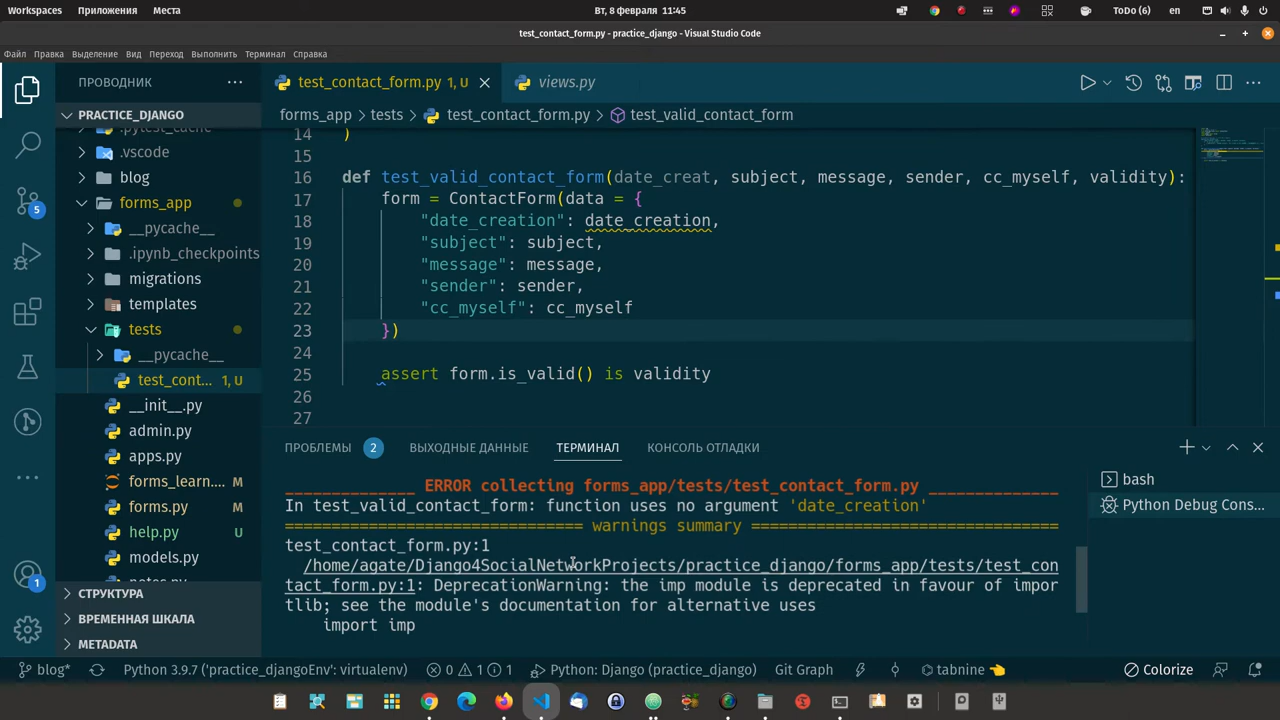 Workspaces Приложения Места
Вт, 8 февраля 11:45
ToDo (6) en
test_contact_form.py - practice_django - Visual Studio Code
Файл Правка Выделение Вид Переход Выполнить Терминал Справка
ПРОВОДНИК
test_contact_form.py 1, U
views.py
PRACTICE_DJANGO
.pytest_cache
.vscode
blog
forms_app
__pycache__
.ipynb_checkpoints
migrations
templates
tests
__pycache__
test_cont... 1, U
__init__.py
admin.py
apps.py
forms_learn... M
forms.py M
help.py U
models.py
СТРУКТУРА
ВРЕМЕННАЯ ШКАЛА
METADATA
5
1
forms_app > tests > test_contact_form.py > test_valid_contact_form
14 )
15
16 def test_valid_contact_form(date_creat, subject, message, sender, cc_myself, validity):
17 form = ContactForm(data = {
18 "date_creation": date_creation,
19 "subject": subject,
20 "message": message,
21 "sender": sender,
22 "cc_myself": cc_myself
23 })
24
25 assert form.is_valid() is validity
26
27
ПРОБЛЕМЫ 2 ВЫХОДНЫЕ ДАННЫЕ ТЕРМИНАЛ КОНСОЛЬ ОТЛАДКИ
_____________ ERROR collecting forms_app/tests/test_contact_form.py _____________
In test_valid_contact_form: function uses no argument 'date_creation'
=============================== warnings summary ===============================
test_contact_form.py:1
/home/agate/Django4SocialNetworkProjects/practice_django/forms_app/tests/test_con
tact_form.py:1: DeprecationWarning: the imp module is deprecated in favour of impor
tlib; see the module's documentation for alternative uses
import imp
bash
Python Debug Cons...
blog* Python 3.9.7 ('practice_djangoEnv': virtualenv) 0 1 1 Python: Django (practice_django) Git Graph tabnine Colorize